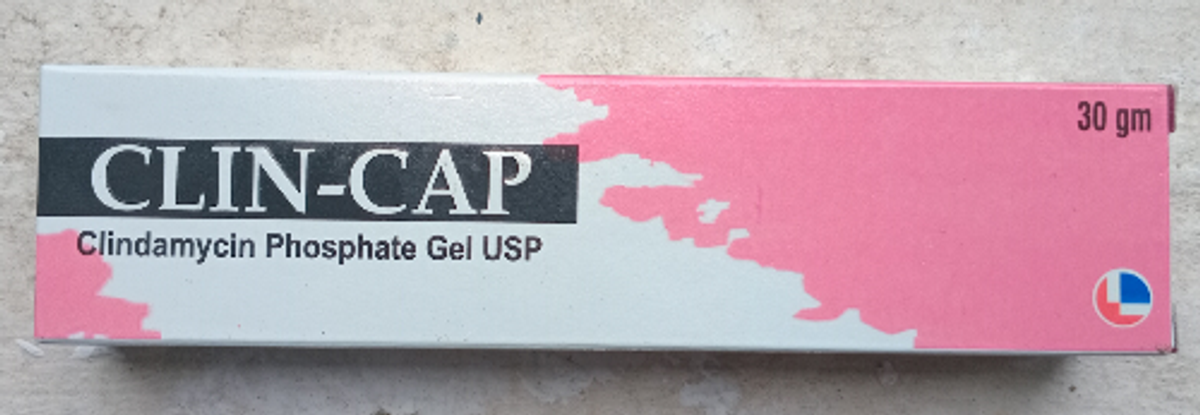 30 gm
CLIN-CAP
Clindamycin Phosphate Gel USP